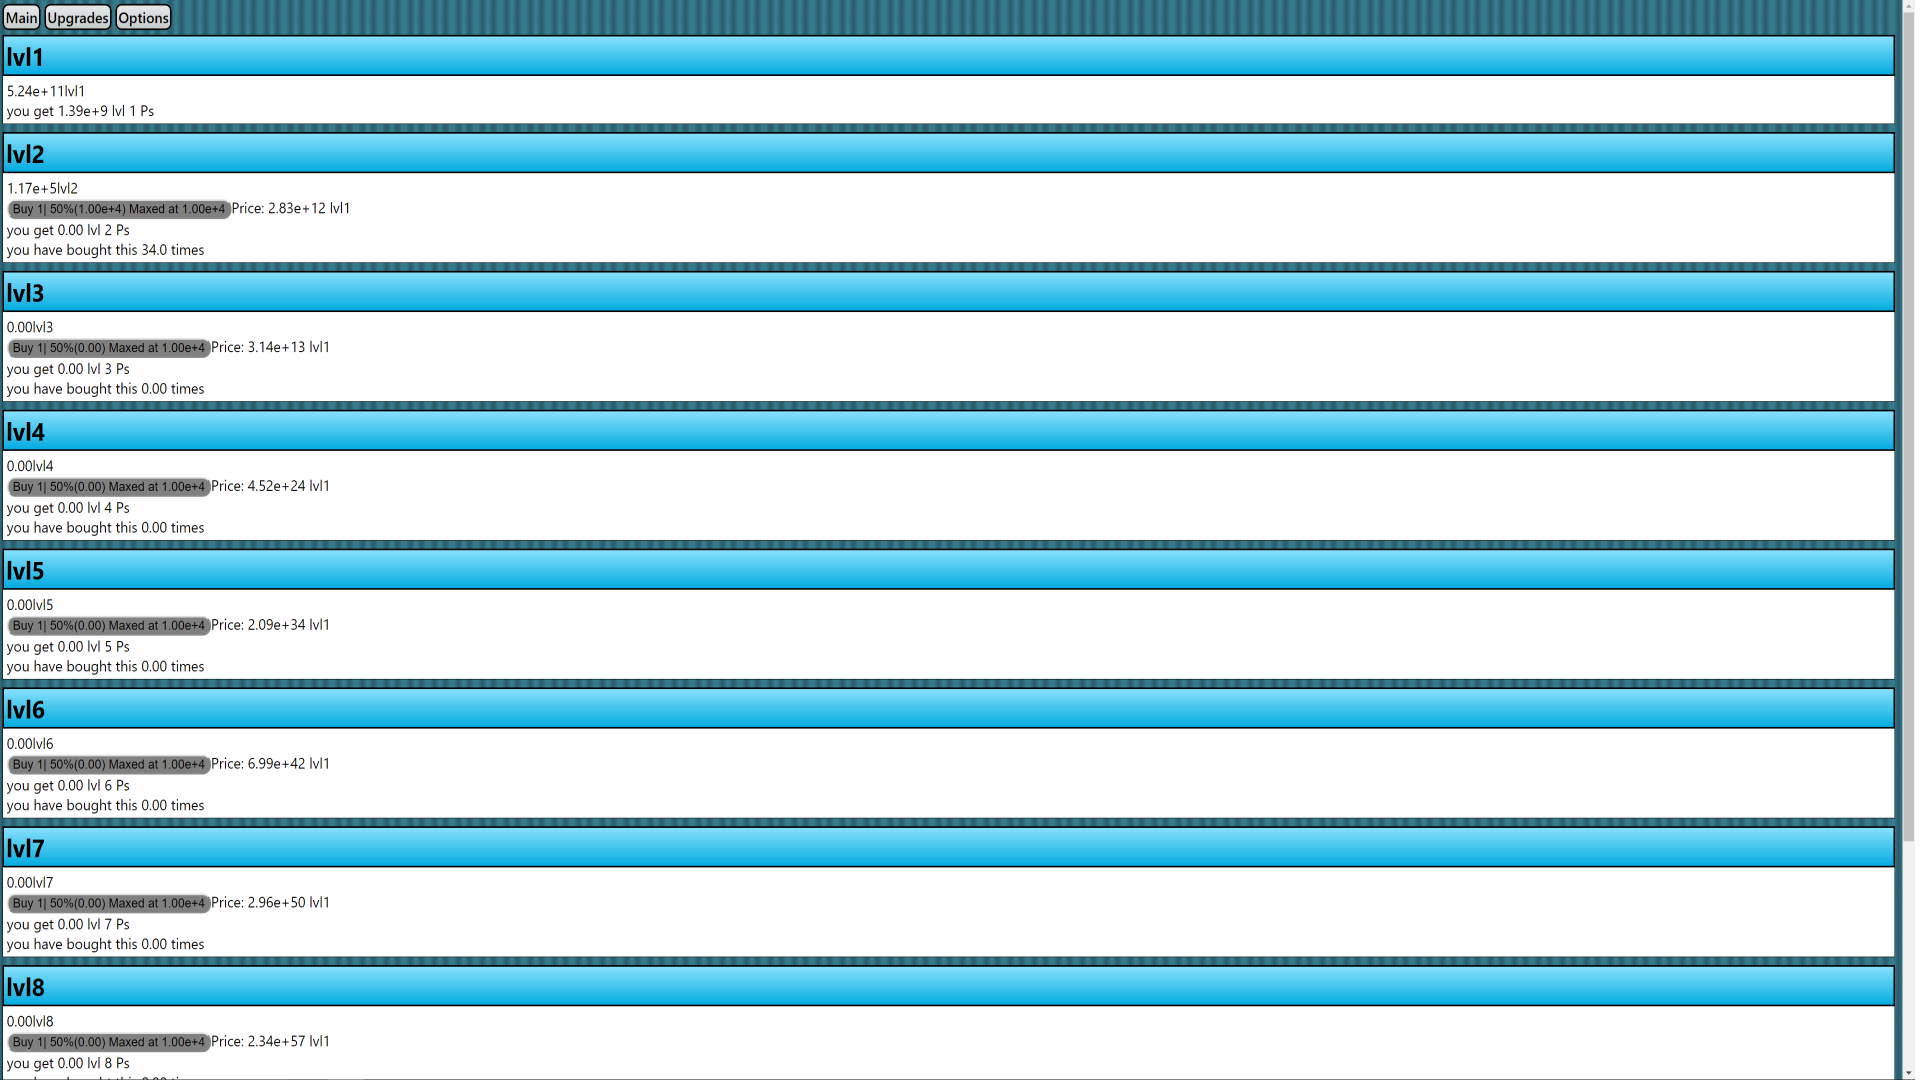 Main Upgrades Options
lvl1
5.24e+11lvl1
you get 1.39e+9 lvl 1 Ps
lvl2
1.17e+5lvl2
Buy 1| 50%(1.00e+4) Maxed at 1.00e+4 Price: 2.83e+12 lvl1
you get 0.00 lvl 2 Ps
you have bought this 34.0 times
lvl3
0.00lvl3
Buy 1| 50%(0.00) Maxed at 1.00e+4 Price: 3.14e+13 lvl1
you get 0.00 lvl 3 Ps
you have bought this 0.00 times
lvl4
0.00lvl4
Buy 1| 50%(0.00) Maxed at 1.00e+4 Price: 4.52e+24 lvl1
you get 0.00 lvl 4 Ps
you have bought this 0.00 times
lvl5
0.00lvl5
Buy 1| 50%(0.00) Maxed at 1.00e+4 Price: 2.09e+34 lvl1
you get 0.00 lvl 5 Ps
you have bought this 0.00 times
lvl6
0.00lvl6
Buy 1| 50%(0.00) Maxed at 1.00e+4 Price: 6.99e+42 lvl1
you get 0.00 lvl 6 Ps
you have bought this 0.00 times
lvl7
0.00lvl7
Buy 1| 50%(0.00) Maxed at 1.00e+4 Price: 2.96e+50 lvl1
you get 0.00 lvl 7 Ps
you have bought this 0.00 times
lvl8
0.00lvl8
Buy 1| 50%(0.00) Maxed at 1.00e+4 Price: 2.34e+57 lvl1
you get 0.00 lvl 8 Ps